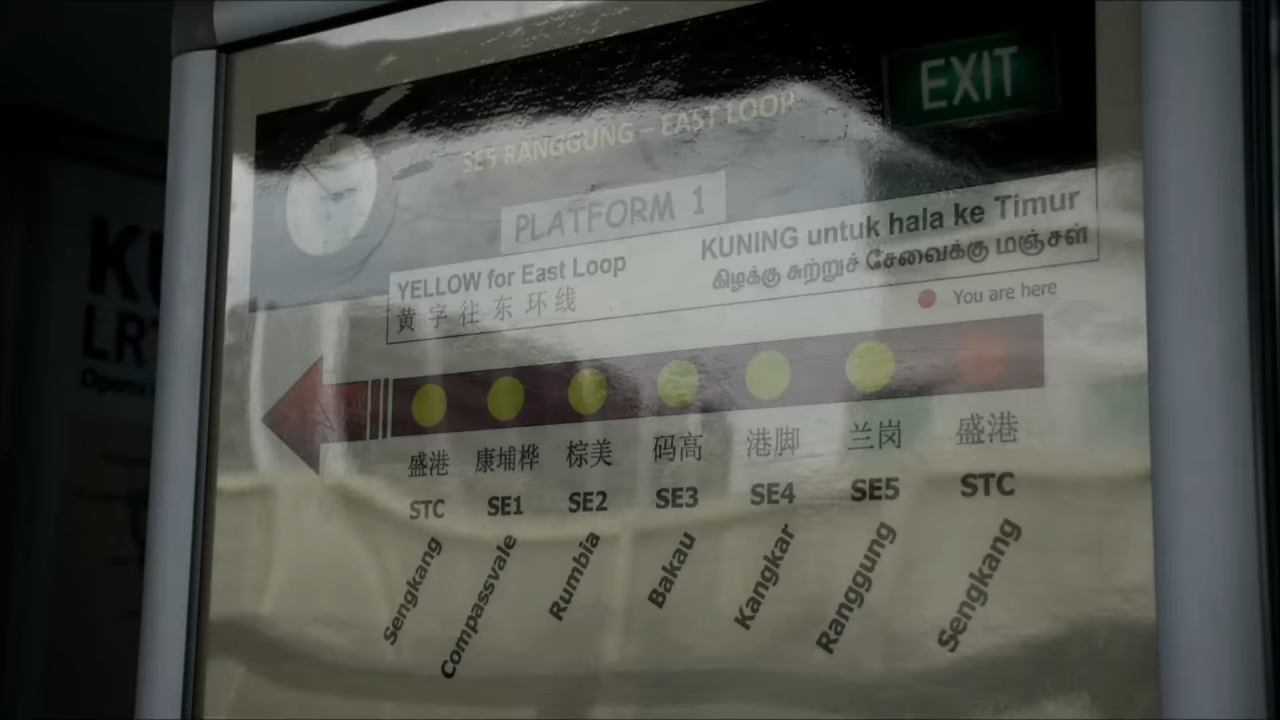 EXIT
SE5 RANGGUNG – EAST LOOP
PLATFORM 1
YELLOW for East Loop
黄字往东环线
KUNING untuk hala ke Timur
கிழக்கு சுற்றுச் சேவைக்கு மஞ்சள்
You are here
盛港 康埔桦 棕美 码高 港脚 兰岗 盛港
STC SE1 SE2 SE3 SE4 SE5 STC
Sengkang Compassvale Rumbia Bakau Kangkar Ranggung Sengkang
LRT